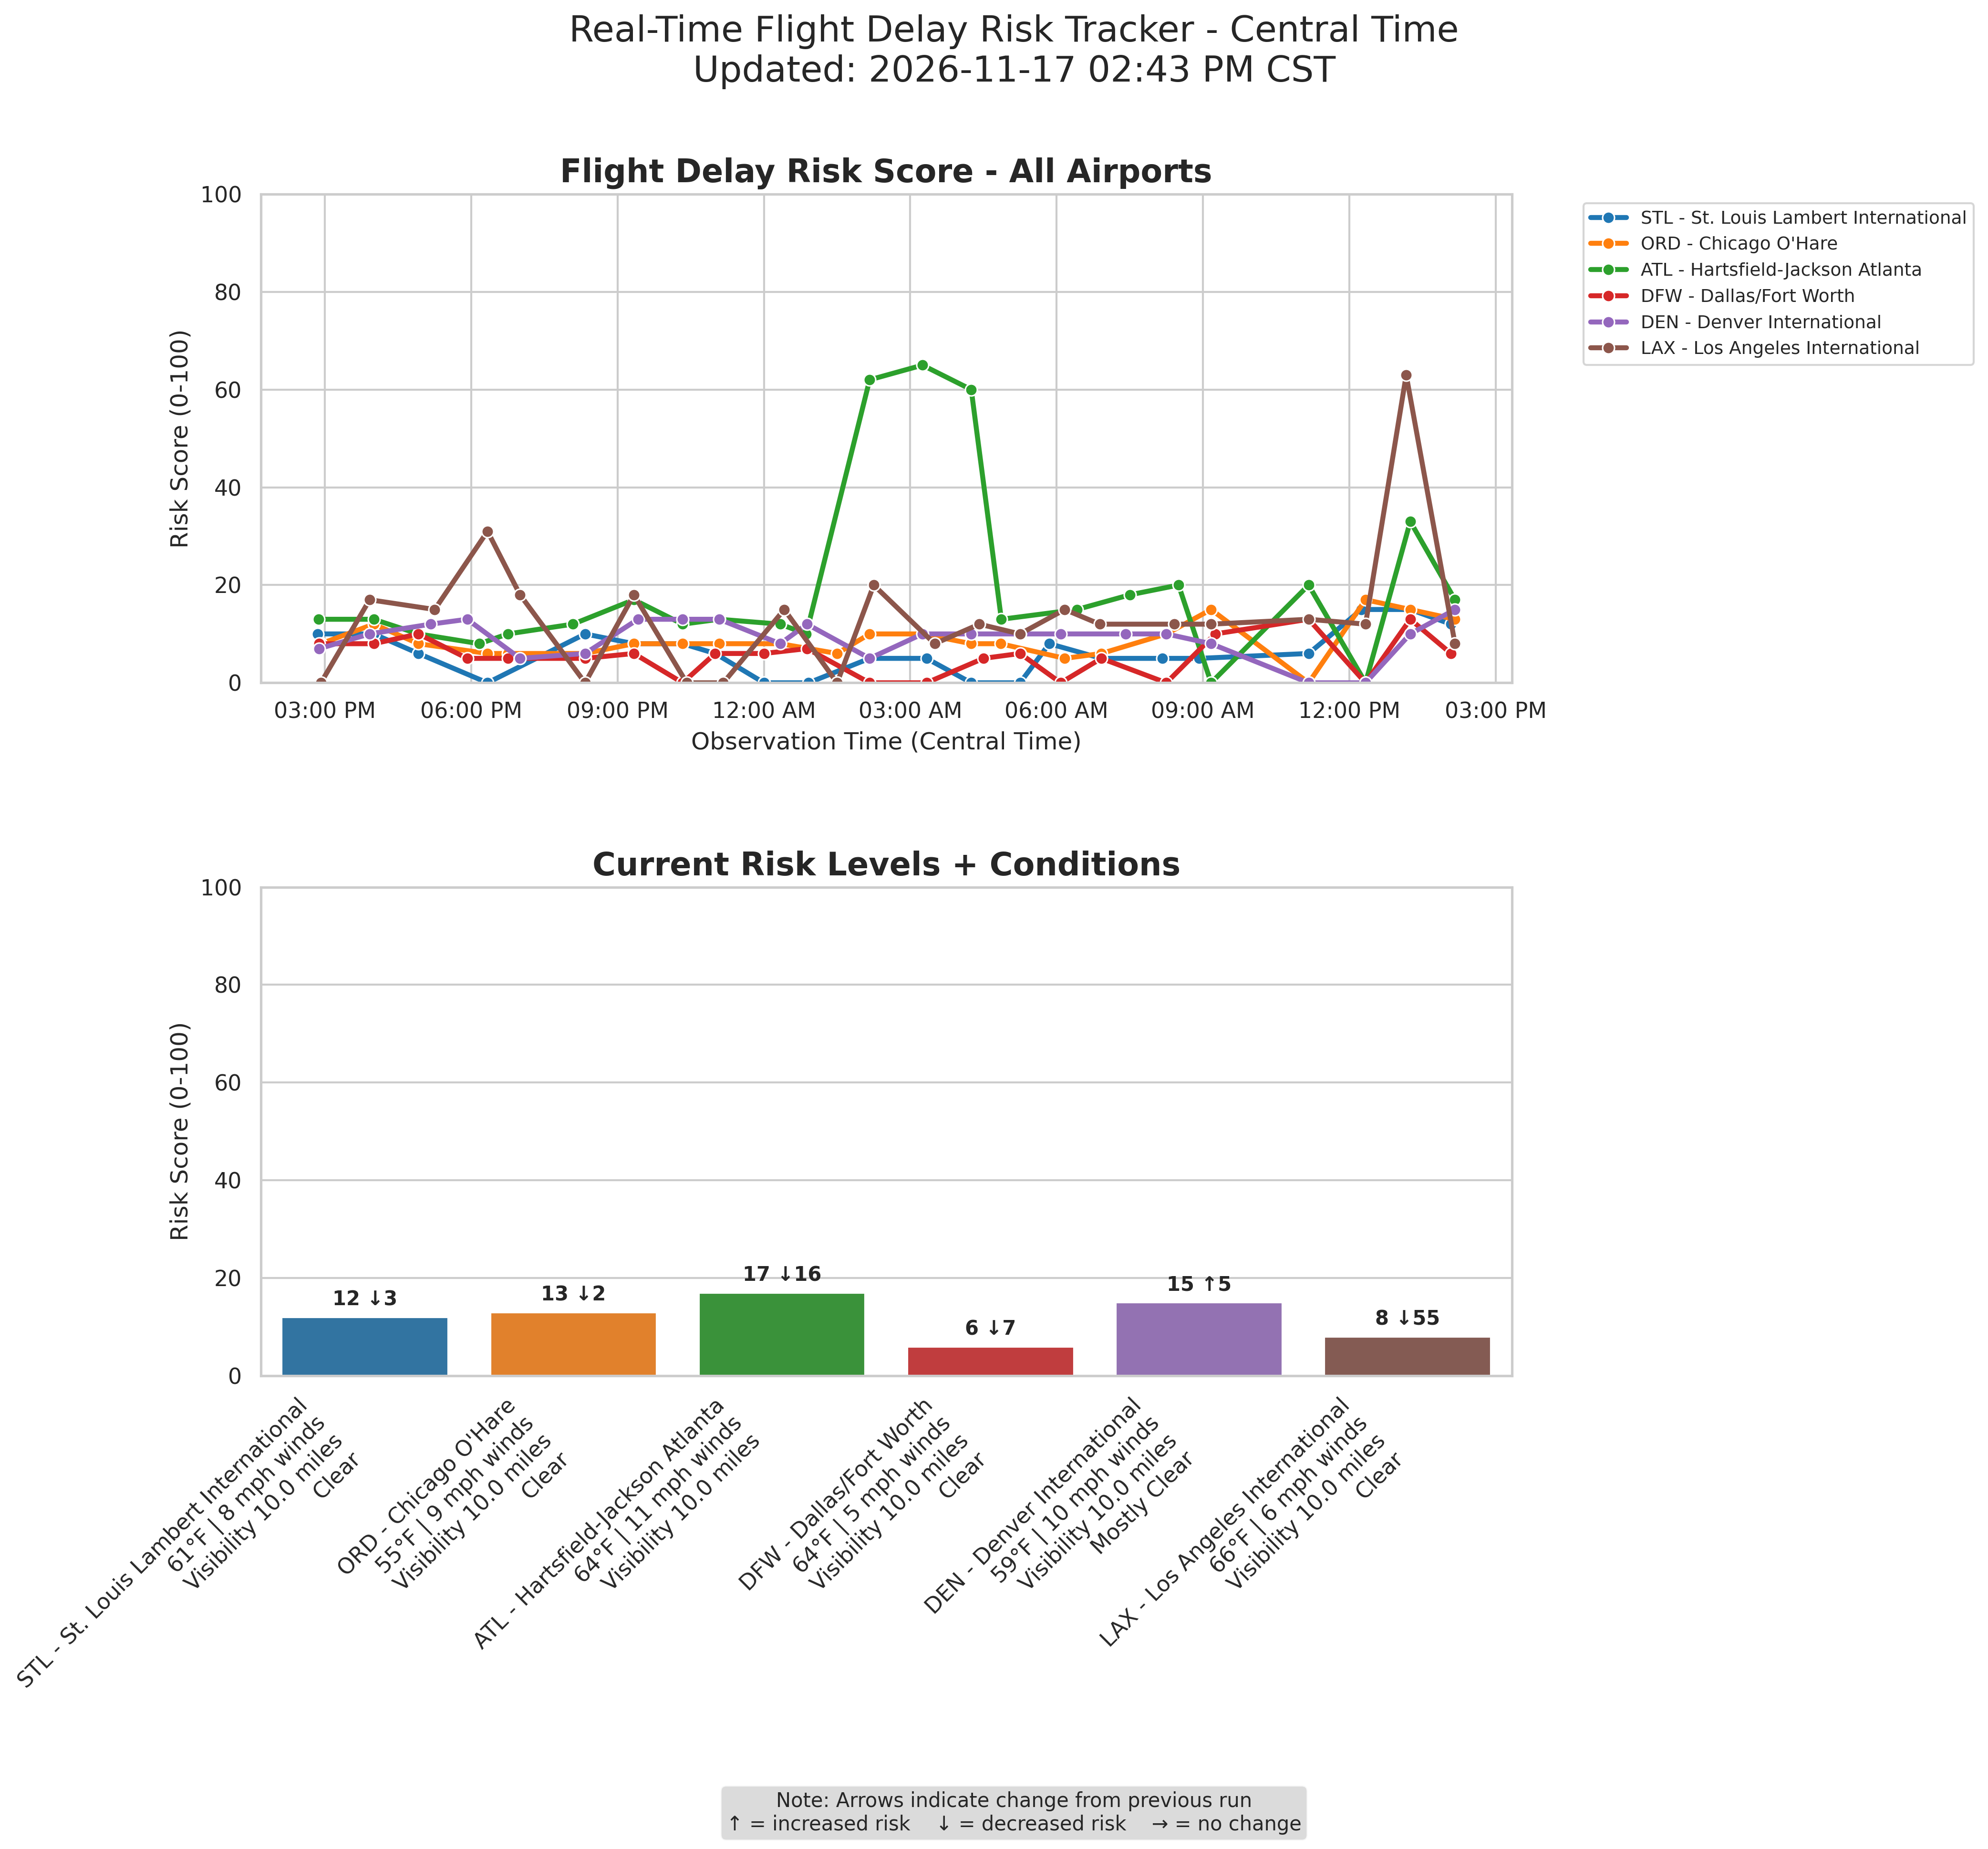 Real-Time Flight Delay Risk Tracker - Central Time
Updated: 2026-11-17 02:43 PM CST
Flight Delay Risk Score - All Airports
Risk Score (0-100)
100
80
60
40
20
0
03:00 PM
06:00 PM
09:00 PM
12:00 AM
03:00 AM
06:00 AM
09:00 AM
12:00 PM
03:00 PM
Observation Time (Central Time)
STL - St. Louis Lambert International
ORD - Chicago O'Hare
ATL - Hartsfield-Jackson Atlanta
DFW - Dallas/Fort Worth
DEN - Denver International
LAX - Los Angeles International
Current Risk Levels + Conditions
Risk Score (0-100)
100
80
60
40
20
0
12 ↓3
13 ↓2
17 ↓16
6 ↓7
15 ↑5
8 ↓55
STL - St. Louis Lambert International
61°F | 8 mph winds
Visibility 10.0 miles
Clear
ORD - Chicago O'Hare
55°F | 9 mph winds
Visibility 10.0 miles
Clear
ATL - Hartsfield-Jackson Atlanta
64°F | 11 mph winds
Visibility 10.0 miles
DFW - Dallas/Fort Worth
64°F | 5 mph winds
Visibility 10.0 miles
Clear
DEN - Denver International
59°F | 10 mph winds
Visibility 10.0 miles
Mostly Clear
LAX - Los Angeles International
66°F | 6 mph winds
Visibility 10.0 miles
Clear
Note: Arrows indicate change from previous run
↑ = increased risk ↓ = decreased risk → = no change